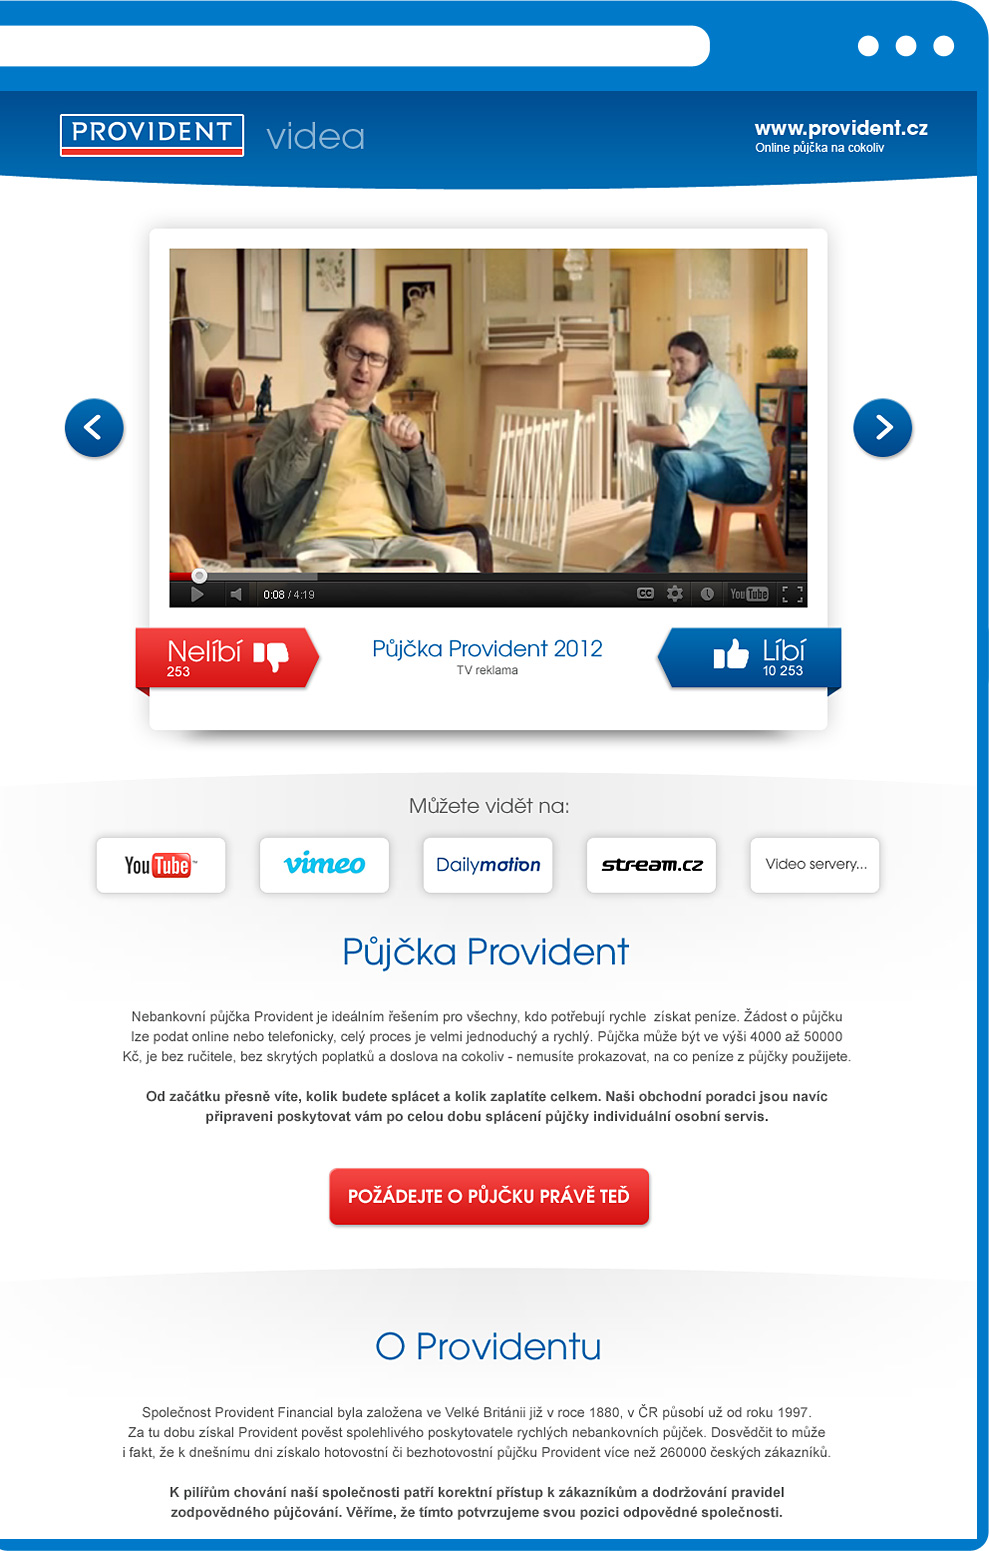 PROVIDENT videa
www.provident.cz
Online půjčka na cokoliv
0:08 / 4:19
CC
YouTube
Nelíbí
253
Půjčka Provident 2012
TV reklama
Líbí
10 253
Můžete vidět na:
YouTube™
vimeo
Dailymotion
stream.cz
Video servery...
Půjčka Provident
Nebankovní půjčka Provident je ideálním řešením pro všechny, kdo potřebují rychle  získat peníze. Žádost o půjčku
lze podat online nebo telefonicky, celý proces je velmi jednoduchý a rychlý. Půjčka může být ve výši 4000 až 50000
Kč, je bez ručitele, bez skrytých poplatků a doslova na cokoliv - nemusíte prokazovat, na co peníze z půjčky použijete.
Od začátku přesně víte, kolik budete splácet a kolik zaplatíte celkem. Naši obchodní poradci jsou navíc
připraveni poskytovat vám po celou dobu splácení půjčky individuální osobní servis.
POŽÁDEJTE O PŮJČKU PRÁVĚ TEĎ
O Providentu
Společnost Provident Financial byla založena ve Velké Británii již v roce 1880, v ČR působí už od roku 1997.
Za tu dobu získal Provident pověst spolehlivého poskytovatele rychlých nebankovních půjček. Dosvědčit to může
i fakt, že k dnešnímu dni získalo hotovostní či bezhotovostní půjčku Provident více než 260000 českých zákazníků.
K pilířům chování naší společnosti patří korektní přístup k zákazníkům a dodržování pravidel
zodpovědného půjčování. Věříme, že tímto potvrzujeme svou pozici odpovědné společnosti.